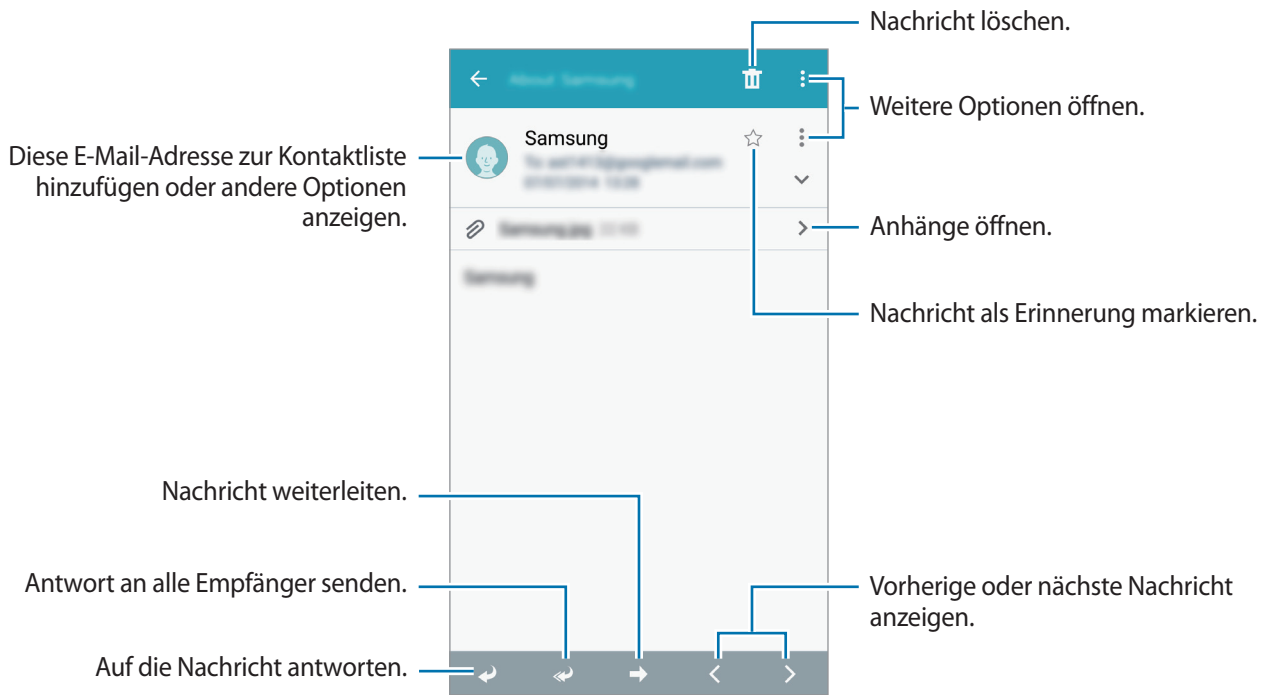 Nachricht löschen.
Weitere Optionen öffnen.
Samsung
Diese E-Mail-Adresse zur Kontaktliste
hinzufügen oder andere Optionen
anzeigen.
Anhänge öffnen.
Nachricht als Erinnerung markieren.
Nachricht weiterleiten.
Antwort an alle Empfänger senden.
Vorherige oder nächste Nachricht
anzeigen.
Auf die Nachricht antworten.